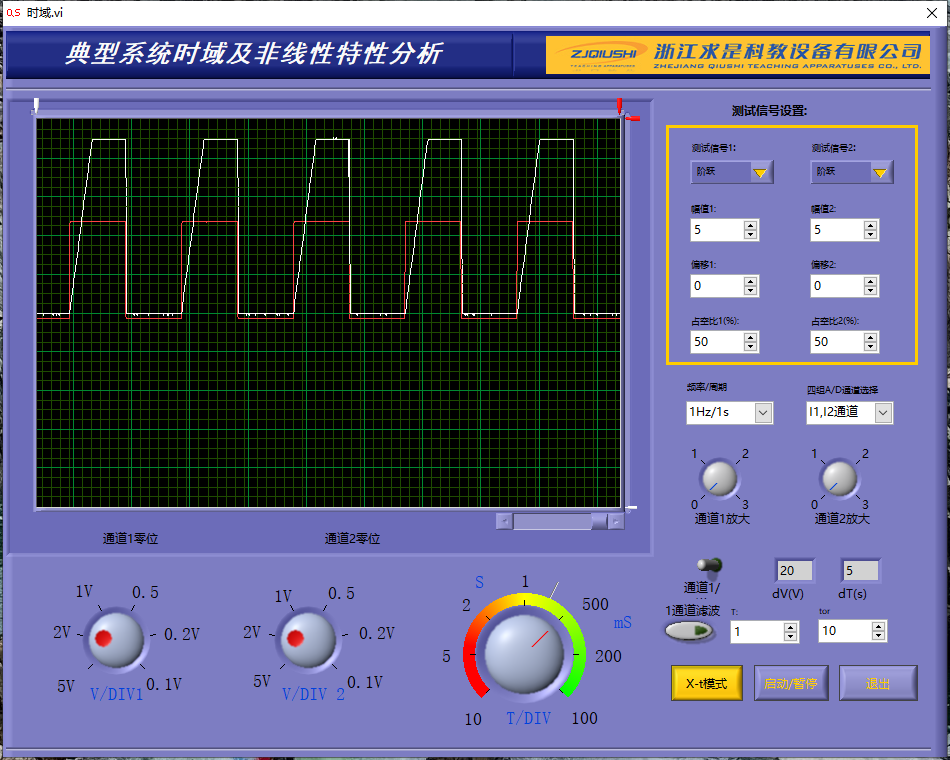 时域.vi
典型系统时域及非线性特性分析
ZJQIUSHI
浙江求是科教设备有限公司
ZHEJIANG QIUSHI TEACHING APPARATUSES CO., LTD.
测试信号设置:
测试信号1: 测试信号2:
阶跃 阶跃
幅值1: 幅值2:
5 5
偏移1: 偏移2:
0 0
占空比1(%): 占空比2(%):
50 50
频率/周期 四组A/D通道选择
1Hz/1s I1,I2通道
1 2 1 2
0 3 0 3
通道1放大 通道2放大
通道1零位 通道2零位
通道1/
20 5
dV(V) dT(s)
1通道滤波 T: tor
1 10
X-t模式 启动/暂停 退出
1V 0.5
2V 0.2V
5V 0.1V
V/DIV1
1V 0.5
2V 0.2V
5V 0.1V
V/DIV 2
S 1
2 500
mS
5 200
10 100
T/DIV